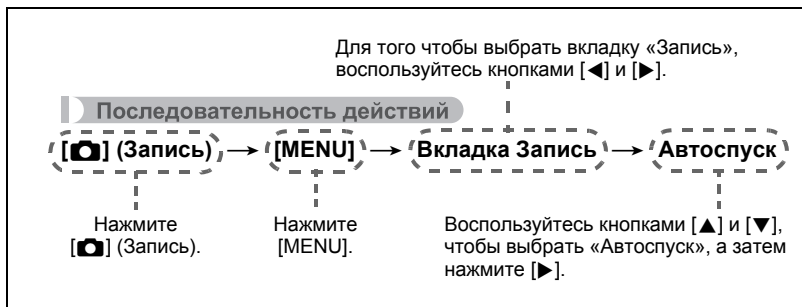 Для того чтобы выбрать вкладку «Запись»,
воспользуйтесь кнопками [◀] и [▶].
Последовательность действий
[📷] (Запись) → [MENU] → Вкладка Запись → Автоспуск
Нажмите
[📷] (Запись).
Нажмите
[MENU].
Воспользуйтесь кнопками [▲] и [▼],
чтобы выбрать «Автоспуск», а затем
нажмите [▶].